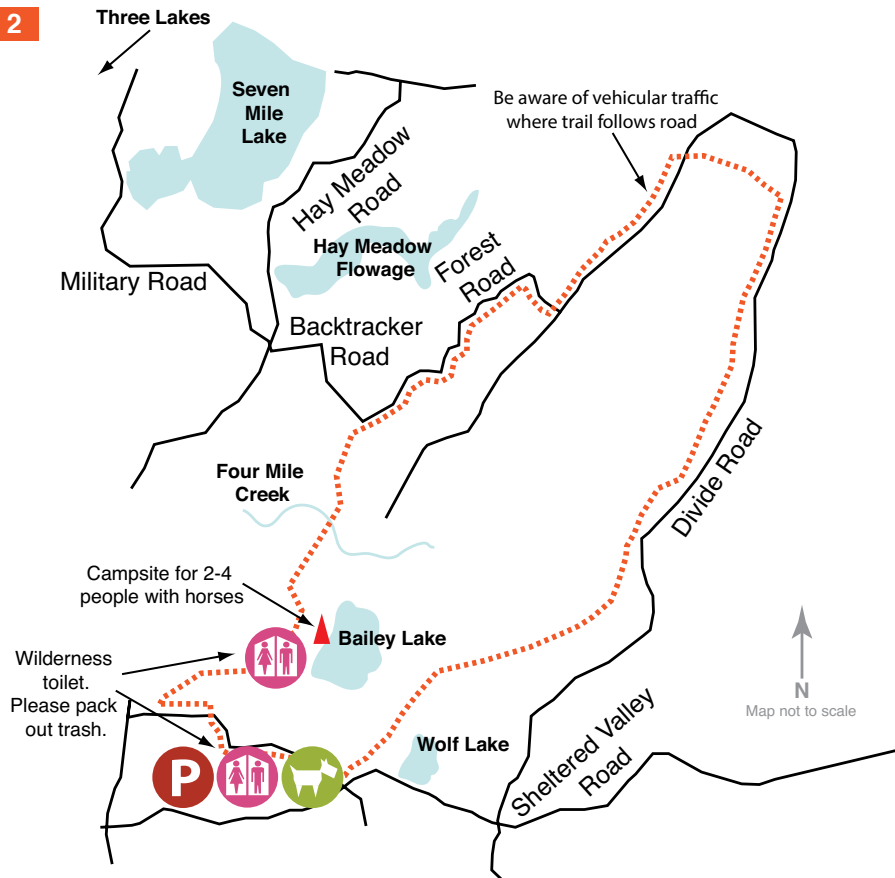 2
Three Lakes
Seven
Mile
Lake
Be aware of vehicular traffic
where trail follows road
Hay Meadow
Road
Hay Meadow
Flowage
Forest
Road
Military Road
Backtracker
Road
Four Mile
Creek
Divide Road
Campsite for 2-4
people with horses
Bailey Lake
Wilderness
toilet.
Please pack
out trash.
N
Map not to scale
Wolf Lake
Sheltered Valley
Road
P